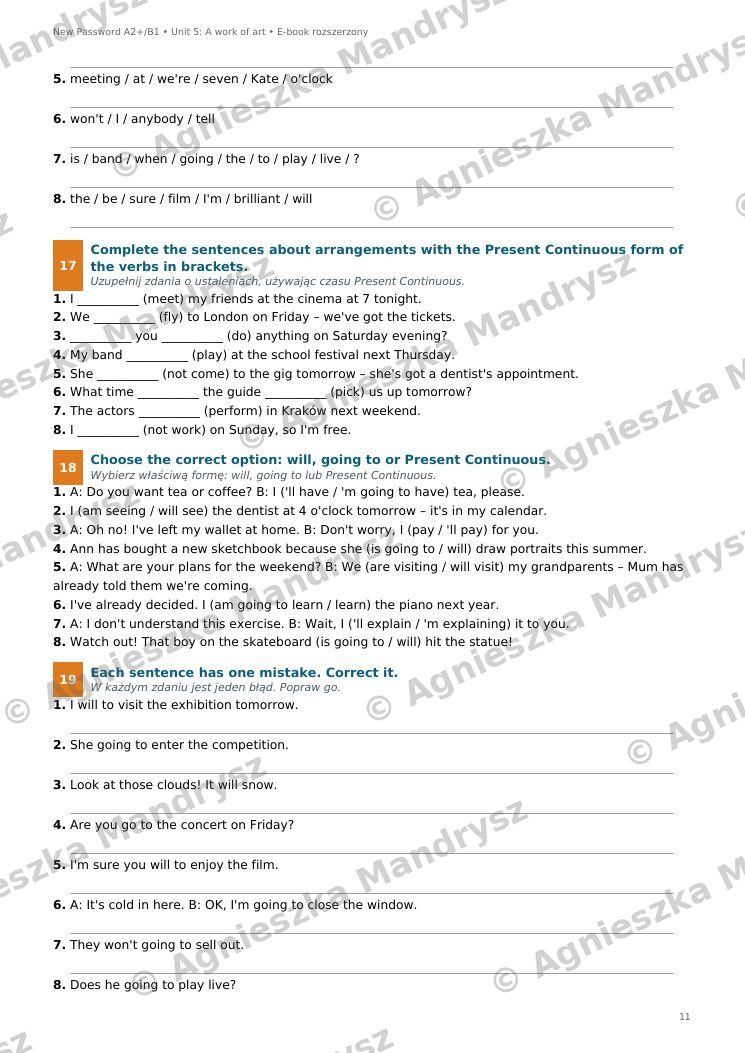 New Password A2+/B1 • Unit 5: A work of art • E-book rozszerzony
5. meeting / at / we're / seven / Kate / o'clock
6. won't / I / anybody / tell
7. is / band / when / going / the / to / play / live / ?
8. the / be / sure / film / I'm / brilliant / will
17
Complete the sentences about arrangements with the Present Continuous form of
the verbs in brackets.
Uzupełnij zdania o ustaleniach, używając czasu Present Continuous.
1. I __________ (meet) my friends at the cinema at 7 tonight.
2. We __________ (fly) to London on Friday – we've got the tickets.
3. __________ you __________ (do) anything on Saturday evening?
4. My band __________ (play) at the school festival next Thursday.
5. She __________ (not come) to the gig tomorrow – she's got a dentist's appointment.
6. What time __________ the guide __________ (pick) us up tomorrow?
7. The actors __________ (perform) in Kraków next weekend.
8. I __________ (not work) on Sunday, so I'm free.
18
Choose the correct option: will, going to or Present Continuous.
Wybierz właściwą formę: will, going to lub Present Continuous.
1. A: Do you want tea or coffee? B: I ('ll have / 'm going to have) tea, please.
2. I (am seeing / will see) the dentist at 4 o'clock tomorrow – it's in my calendar.
3. A: Oh no! I've left my wallet at home. B: Don't worry, I (pay / 'll pay) for you.
4. Ann has bought a new sketchbook because she (is going to / will) draw portraits this summer.
5. A: What are your plans for the weekend? B: We (are visiting / will visit) my grandparents – Mum has
already told them we're coming.
6. I've already decided. I (am going to learn / learn) the piano next year.
7. A: I don't understand this exercise. B: Wait, I ('ll explain / 'm explaining) it to you.
8. Watch out! That boy on the skateboard (is going to / will) hit the statue!
19
Each sentence has one mistake. Correct it.
W każdym zdaniu jest jeden błąd. Popraw go.
1. I will to visit the exhibition tomorrow.
2. She going to enter the competition.
3. Look at those clouds! It will snow.
4. Are you go to the concert on Friday?
5. I'm sure you will to enjoy the film.
6. A: It's cold in here. B: OK, I'm going to close the window.
7. They won't going to sell out.
8. Does he going to play live?
11
© Agnieszka Mandrysz